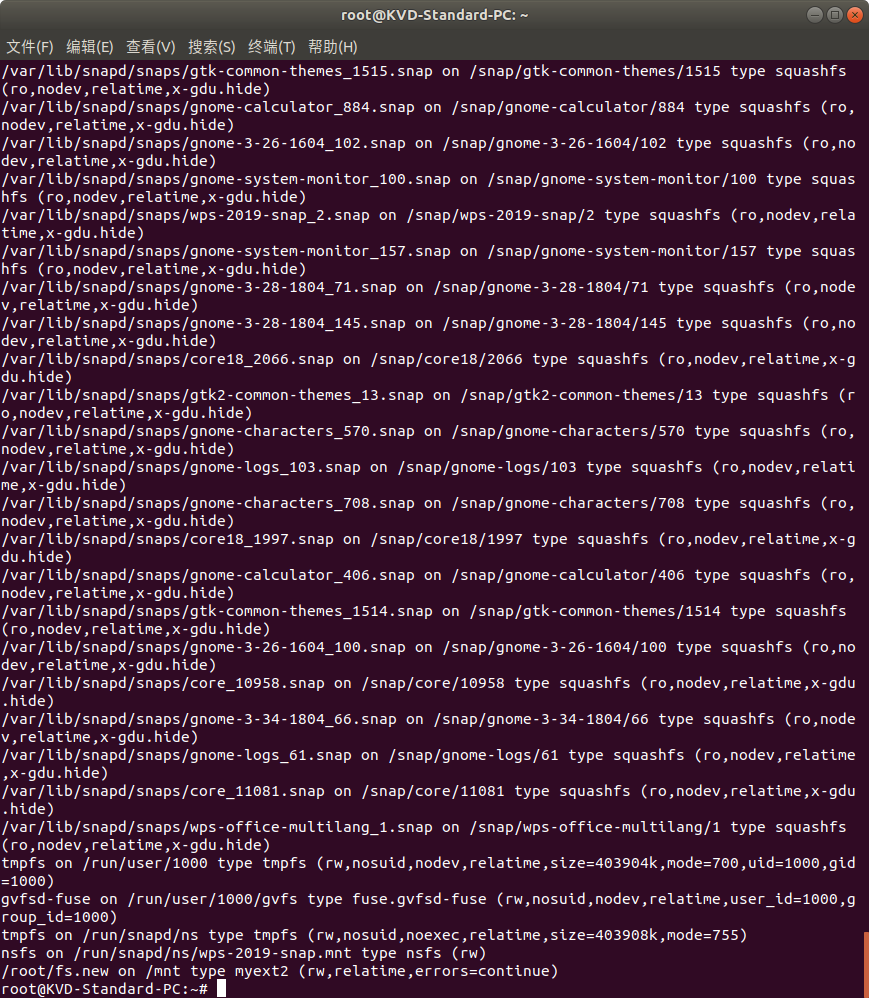 root@KVD-Standard-PC: ~
文件(F) 编辑(E) 查看(V) 搜索(S) 终端(T) 帮助(H)
/var/lib/snapd/snaps/gtk-common-themes_1515.snap on /snap/gtk-common-themes/1515 type squashfs
(ro,nodev,relatime,x-gdu.hide)
/var/lib/snapd/snaps/gnome-calculator_884.snap on /snap/gnome-calculator/884 type squashfs (ro,
nodev,relatime,x-gdu.hide)
/var/lib/snapd/snaps/gnome-3-26-1604_102.snap on /snap/gnome-3-26-1604/102 type squashfs (ro,no
dev,relatime,x-gdu.hide)
/var/lib/snapd/snaps/gnome-system-monitor_100.snap on /snap/gnome-system-monitor/100 type squas
hfs (ro,nodev,relatime,x-gdu.hide)
/var/lib/snapd/snaps/wps-2019-snap_2.snap on /snap/wps-2019-snap/2 type squashfs (ro,nodev,rela
time,x-gdu.hide)
/var/lib/snapd/snaps/gnome-system-monitor_157.snap on /snap/gnome-system-monitor/157 type squas
hfs (ro,nodev,relatime,x-gdu.hide)
/var/lib/snapd/snaps/gnome-3-28-1804_71.snap on /snap/gnome-3-28-1804/71 type squashfs (ro,node
v,relatime,x-gdu.hide)
/var/lib/snapd/snaps/gnome-3-28-1804_145.snap on /snap/gnome-3-28-1804/145 type squashfs (ro,no
dev,relatime,x-gdu.hide)
/var/lib/snapd/snaps/core18_2066.snap on /snap/core18/2066 type squashfs (ro,nodev,relatime,x-g
du.hide)
/var/lib/snapd/snaps/gtk2-common-themes_13.snap on /snap/gtk2-common-themes/13 type squashfs (r
o,nodev,relatime,x-gdu.hide)
/var/lib/snapd/snaps/gnome-characters_570.snap on /snap/gnome-characters/570 type squashfs (ro,
nodev,relatime,x-gdu.hide)
/var/lib/snapd/snaps/gnome-logs_103.snap on /snap/gnome-logs/103 type squashfs (ro,nodev,relati
me,x-gdu.hide)
/var/lib/snapd/snaps/gnome-characters_708.snap on /snap/gnome-characters/708 type squashfs (ro,
nodev,relatime,x-gdu.hide)
/var/lib/snapd/snaps/core18_1997.snap on /snap/core18/1997 type squashfs (ro,nodev,relatime,x-g
du.hide)
/var/lib/snapd/snaps/gnome-calculator_406.snap on /snap/gnome-calculator/406 type squashfs (ro,
nodev,relatime,x-gdu.hide)
/var/lib/snapd/snaps/gtk-common-themes_1514.snap on /snap/gtk-common-themes/1514 type squashfs
(ro,nodev,relatime,x-gdu.hide)
/var/lib/snapd/snaps/gnome-3-26-1604_100.snap on /snap/gnome-3-26-1604/100 type squashfs (ro,no
dev,relatime,x-gdu.hide)
/var/lib/snapd/snaps/core_10958.snap on /snap/core/10958 type squashfs (ro,nodev,relatime,x-gdu
.hide)
/var/lib/snapd/snaps/gnome-3-34-1804_66.snap on /snap/gnome-3-34-1804/66 type squashfs (ro,node
v,relatime,x-gdu.hide)
/var/lib/snapd/snaps/gnome-logs_61.snap on /snap/gnome-logs/61 type squashfs (ro,nodev,relatime
,x-gdu.hide)
/var/lib/snapd/snaps/core_11081.snap on /snap/core/11081 type squashfs (ro,nodev,relatime,x-gdu
.hide)
/var/lib/snapd/snaps/wps-office-multilang_1.snap on /snap/wps-office-multilang/1 type squashfs
(ro,nodev,relatime,x-gdu.hide)
tmpfs on /run/user/1000 type tmpfs (rw,nosuid,nodev,relatime,size=403904k,mode=700,uid=1000,gid
=1000)
gvfsd-fuse on /run/user/1000/gvfs type fuse.gvfsd-fuse (rw,nosuid,nodev,relatime,user_id=1000,g
roup_id=1000)
tmpfs on /run/snapd/ns type tmpfs (rw,nosuid,noexec,relatime,size=403908k,mode=755)
nsfs on /run/snapd/ns/wps-2019-snap.mnt type nsfs (rw)
/root/fs.new on /mnt type myext2 (rw,relatime,errors=continue)
root@KVD-Standard-PC:~#